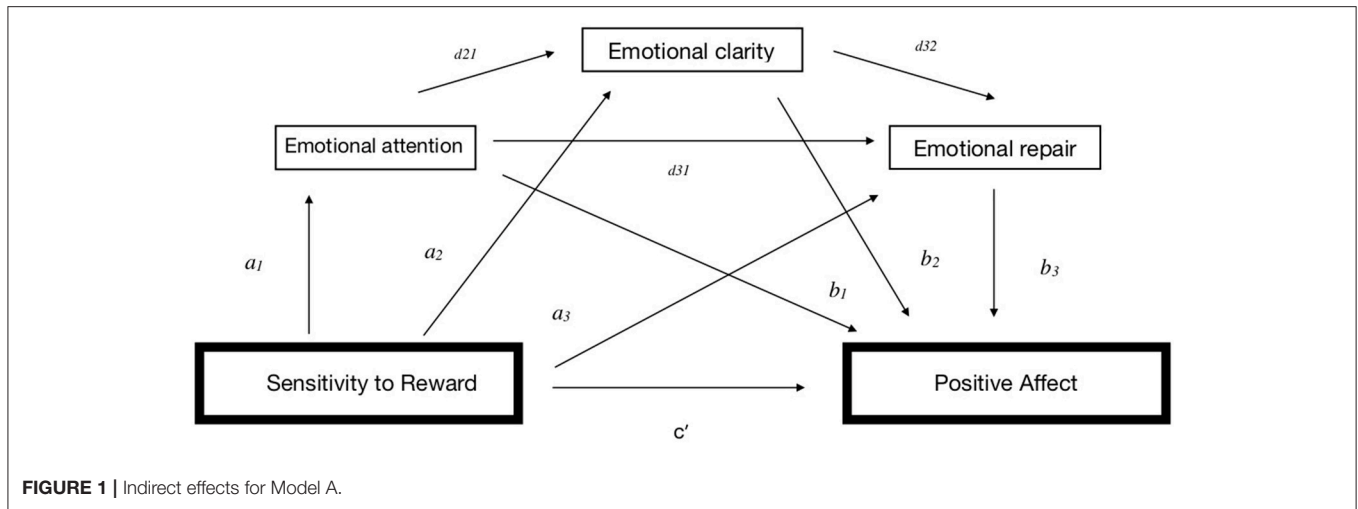 Emotional clarity
d21
d32
Emotional attention
Emotional repair
d31
a1
a2
a3
b1
b2
b3
Sensitivity to Reward
Positive Affect
c'
FIGURE 1 | Indirect effects for Model A.